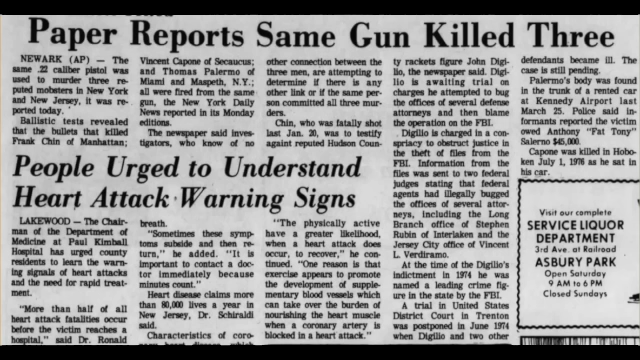 Paper Reports Same Gun Killed Three
NEWARK (AP) — The
same .22 caliber pistol was
used to murder three re-
puted mobsters in New York
and New Jersey, it was re-
ported today.
Ballistic tests revealed
that the bullets that killed
Frank Chin of Manhattan;
Vincent Capone of Secaucus;
and Thomas Palermo of
Miami and Maspeth, N.Y.;
all were fired from the same
gun, the New York Daily
News reported in its Monday
editions.
The newspaper said inves-
tigators, who know of no
other connection between the
three men, are attempting to
determine if there is any
other link or if the same per-
son committed all three mur-
ders.
Chin, who was fatally shot
last Jan. 20, was to testify
against reputed Hudson Coun-
ty rackets figure John Digi-
lio, the newspaper said. Digi-
lio is awaiting trial on
charges he attempted to bug
the offices of several defense
attorneys and then blame
the operation on the FBI.
Digilio is charged in a con-
spriacy to obstruct justice in
the theft of files from the
FBI. Information from the
files was sent to two federal
judges stating that federal
agents had illegally bugged
the offices of several attor-
neys, including the Long
Branch office of Stephen
Rubin of Interlaken and the
Jersey City office of Vincent
L. Verdiramo.
At the time of the Digilio's
indictment in 1974 he was
named a leading crime fig-
ure in the state by the FBI.
A trial in United States
District Court in Trenton
was postponed in June 1974
when Digilio and two other
defendants became ill. The
case is still pending.
Palermo's body was found
in the trunk of a rented car
at Kennedy Airport last
March 25. Police said in-
formants reported the victim
owed Anthony "Fat Tony"
Salerno $45,000.
Capone was killed in Hobo-
ken July 1, 1976 as he sat in
his car.
People Urged to Understand
Heart Attack Warning Signs
LAKEWOOD — The Chair-
man of the Department of
Medicine at Paul Kimball
Hospital has urged county
residents to learn the warn-
ing signals of heart attacks
and the need for rapid treat-
ment.
"More than half of all
heart attack fatalities occur
before the victim reaches a
hospital," said Dr. Ronald
breath.
"Sometimes these symp-
toms subside and then re-
turn," he added. "It is
important to contact a doc-
tor immediately because
minutes count."
Heart disease claims more
than 80,000 lives a year in
New Jersey, Dr. Schiraldi
said.
Characteristics of coro-
"The physically active
have a greater likelihood,
when a heart attack does
occur, to recover," he con-
tinued. "One reason is that
exercise appears to promote
the development of supple-
mentary blood vessels which
can take over the burden of
nourishing the heart muscle
when a coronary artery is
blocked in a heart attack."
Visit our complete
SERVICE LIQUOR
DEPARTMENT
3rd Ave. at Railroad
ASBURY PARK
Open Saturday
9 AM to 6 PM
Closed Sundays